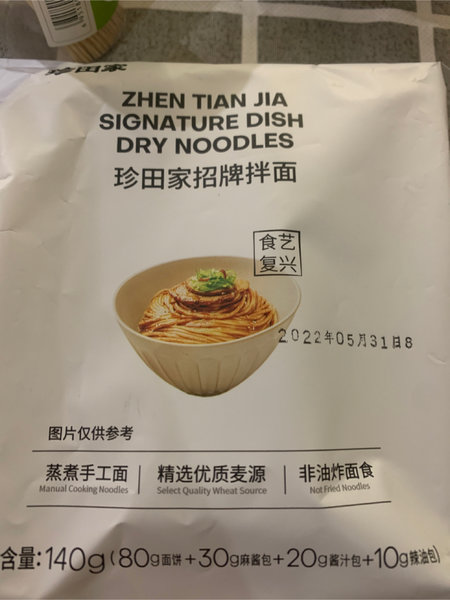 珍田家
ZHEN TIAN JIA
SIGNATURE DISH
DRY NOODLES
珍田家招牌拌面
食艺
复兴
2022年05月31日8
图片仅供参考
蒸煮手工面
Manual Cooking Noodles
精选优质麦源
Select Quality Wheat Source
非油炸面食
Not Fried Noodles
含量:140g(80g面饼+30g麻酱包+20g酱汁包+10g辣油包)